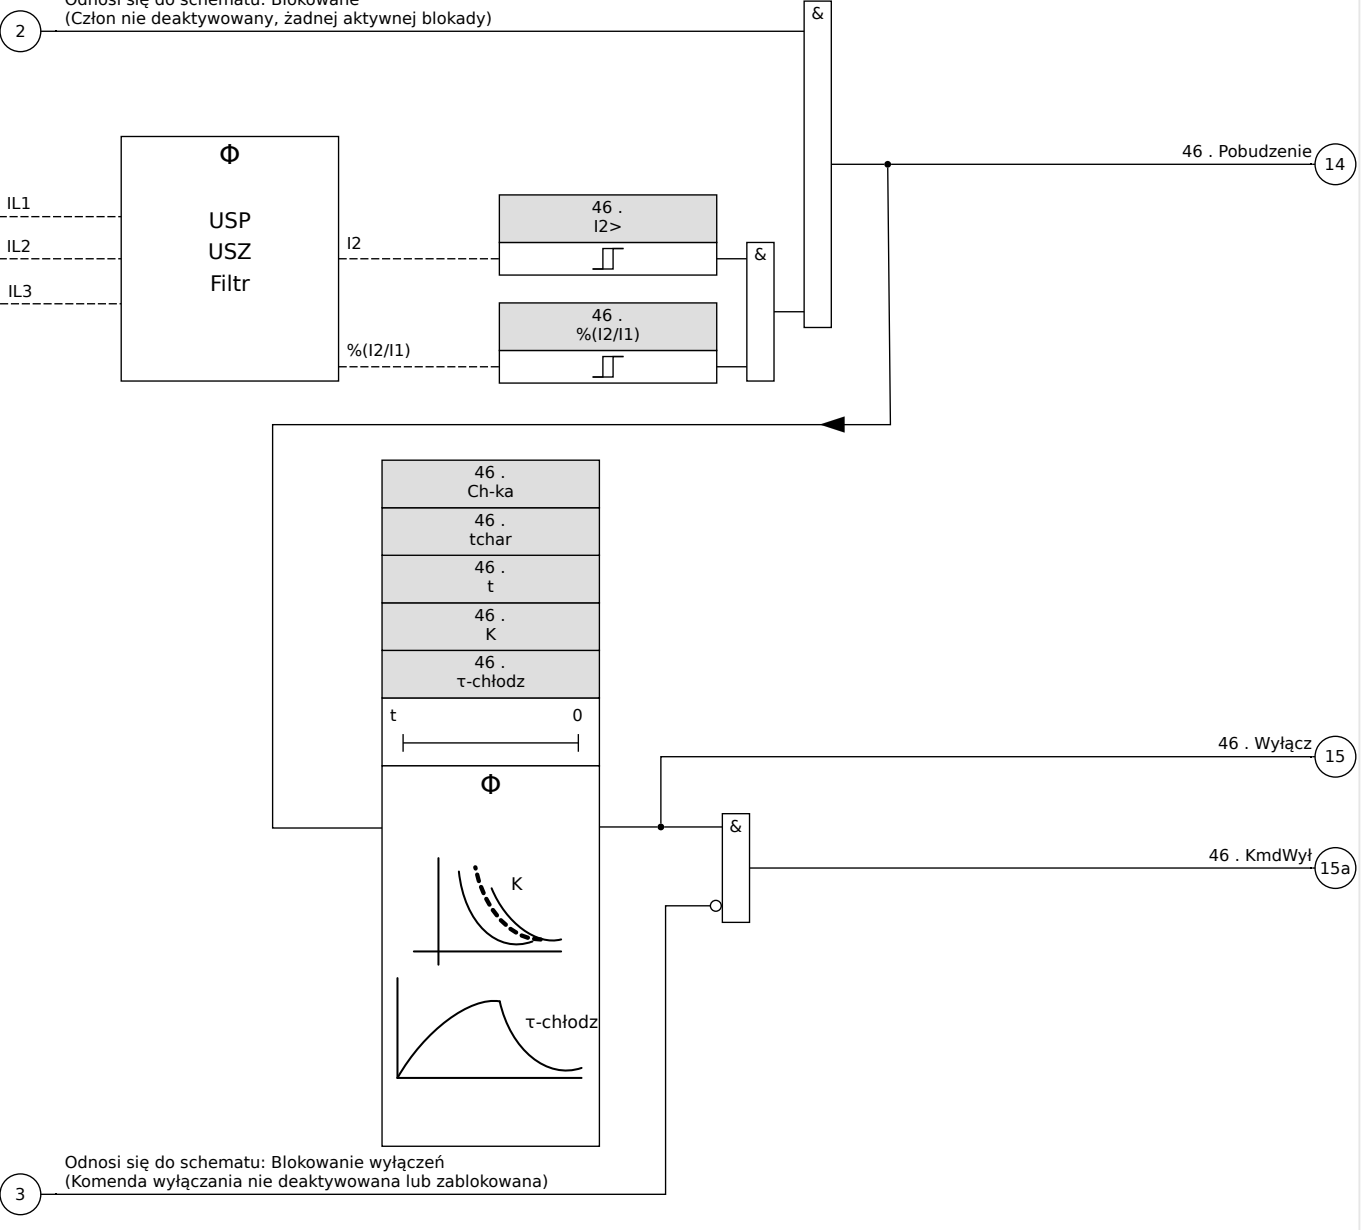 Odnosi się do schematu: Blokowane
(Człon nie deaktywowany, żadnej aktywnej blokady)
2
&
46 . Pobudzenie
14
Φ
USP
USZ
Filtr
IL1
IL2
IL3
I2
%(I2/I1)
46 .
I2>
46 .
%(I2/I1)
&
46 .
Ch-ka
46 .
tchar
46 .
t
46 .
K
46 .
τ-chłodz
t 0
Φ
K
τ-chłodz
46 . Wyłącz
15
&
46 . KmdWył
15a
Odnosi się do schematu: Blokowanie wyłączeń
(Komenda wyłączania nie deaktywowana lub zablokowana)
3